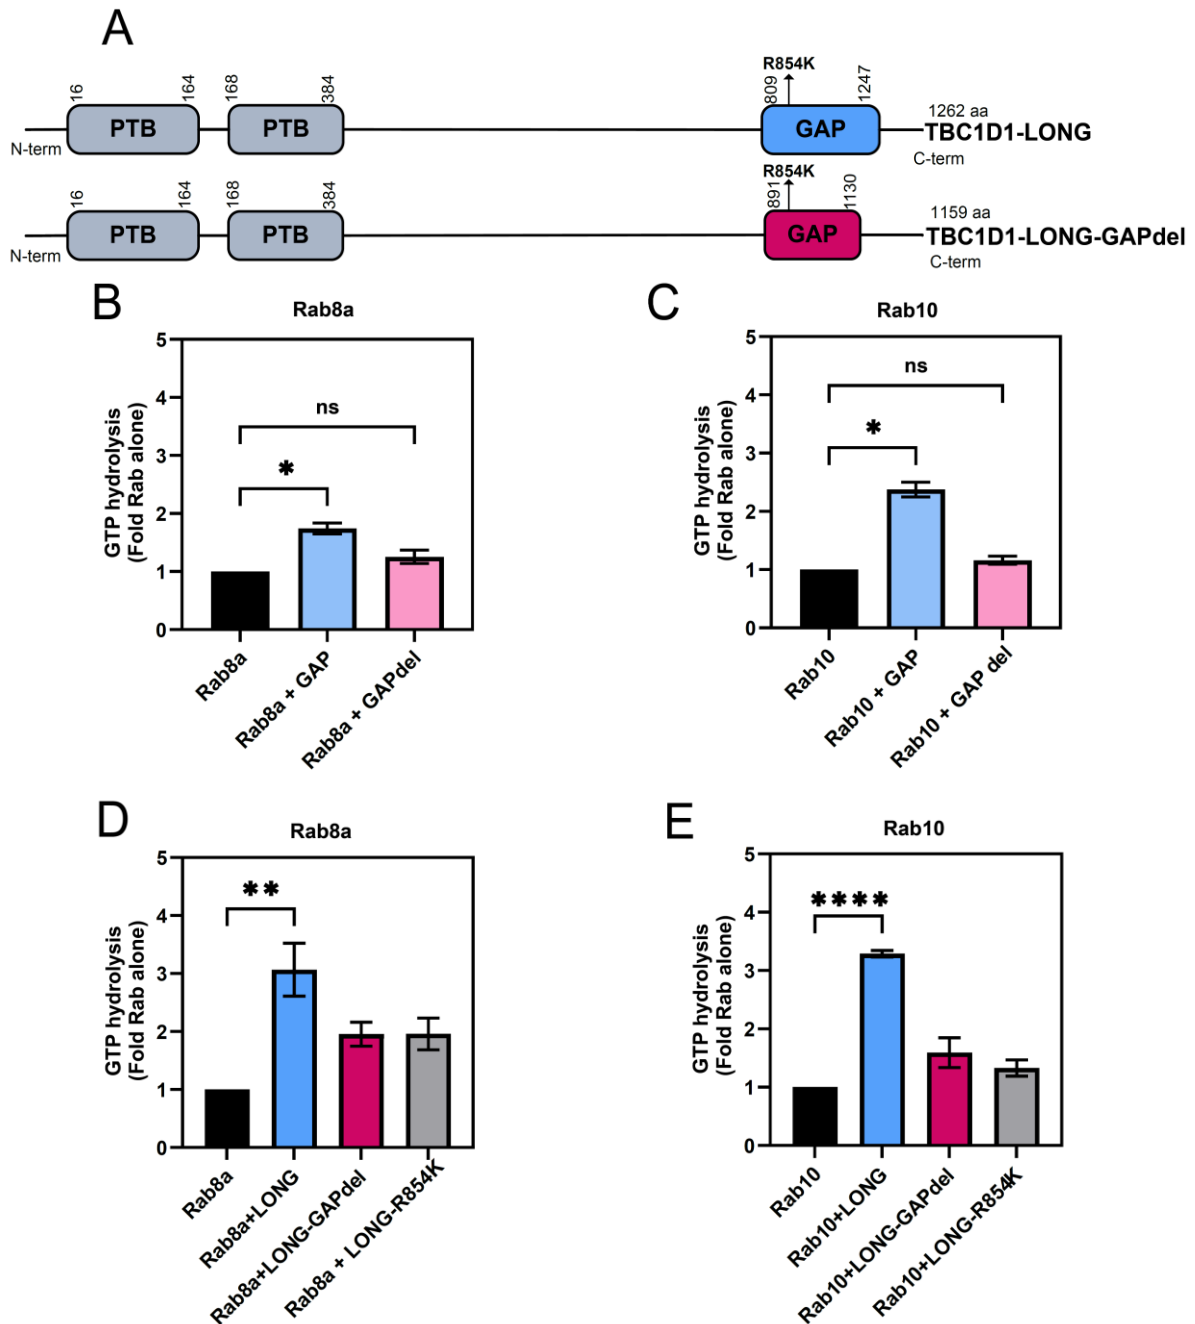 A
16
164
168
384
R854K
809
1247
PTB
PTB
GAP
1262 aa
TBC1D1-LONG
N-term
C-term
16
164
168
384
R854K
891
1130
PTB
PTB
GAP
1159 aa
TBC1D1-LONG-GAPdel
N-term
C-term
B
Rab8a
GTP hydrolysis
(Fold Rab alone)
5
4
3
2
1
0
ns
*
Rab8a
Rab8a + GAP
Rab8a + GAPdel
C
Rab10
GTP hydrolysis
(Fold Rab alone)
5
4
3
2
1
0
ns
*
Rab10
Rab10 + GAP
Rab10 + GAP del
D
Rab8a
GTP hydrolysis
(Fold Rab alone)
5
4
3
2
1
0
**
Rab8a
Rab8a+LONG
Rab8a+LONG-GAPdel
Rab8a + LONG-R854K
E
Rab10
GTP hydrolysis
(Fold Rab alone)
5
4
3
2
1
0
****
Rab10
Rab10+LONG
Rab10+LONG-GAPdel
Rab10+LONG-R854K